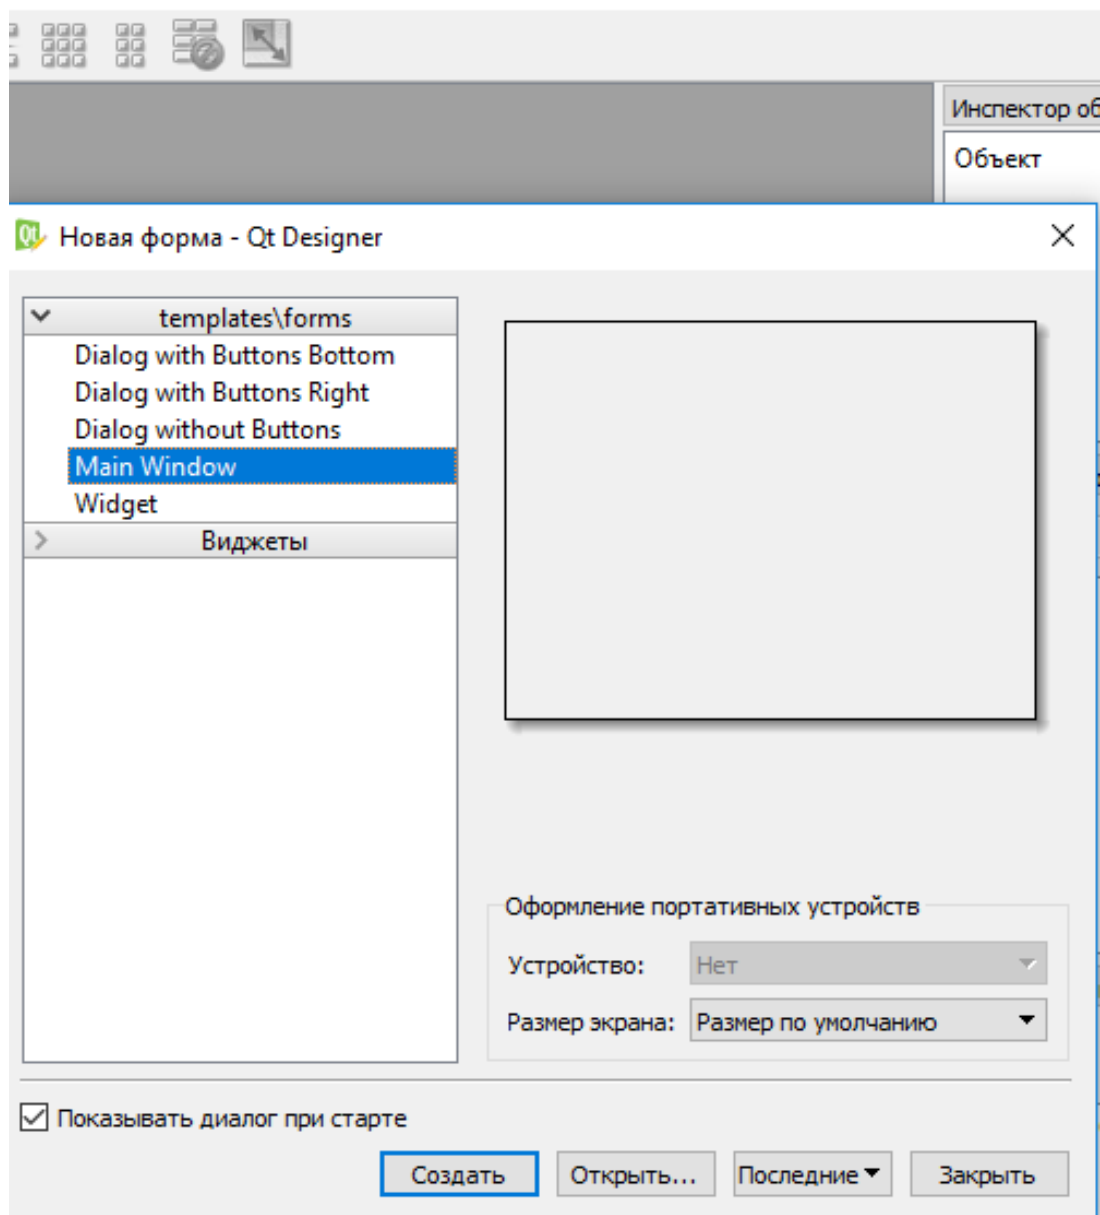 Инспектор об
Объект
Qt Новая форма - Qt Designer
templates\forms
Dialog with Buttons Bottom
Dialog with Buttons Right
Dialog without Buttons
Main Window
Widget
Виджеты
Оформление портативных устройств
Устройство: Нет
Размер экрана: Размер по умолчанию
Показывать диалог при старте
Создать Открыть... Последние Закрыть